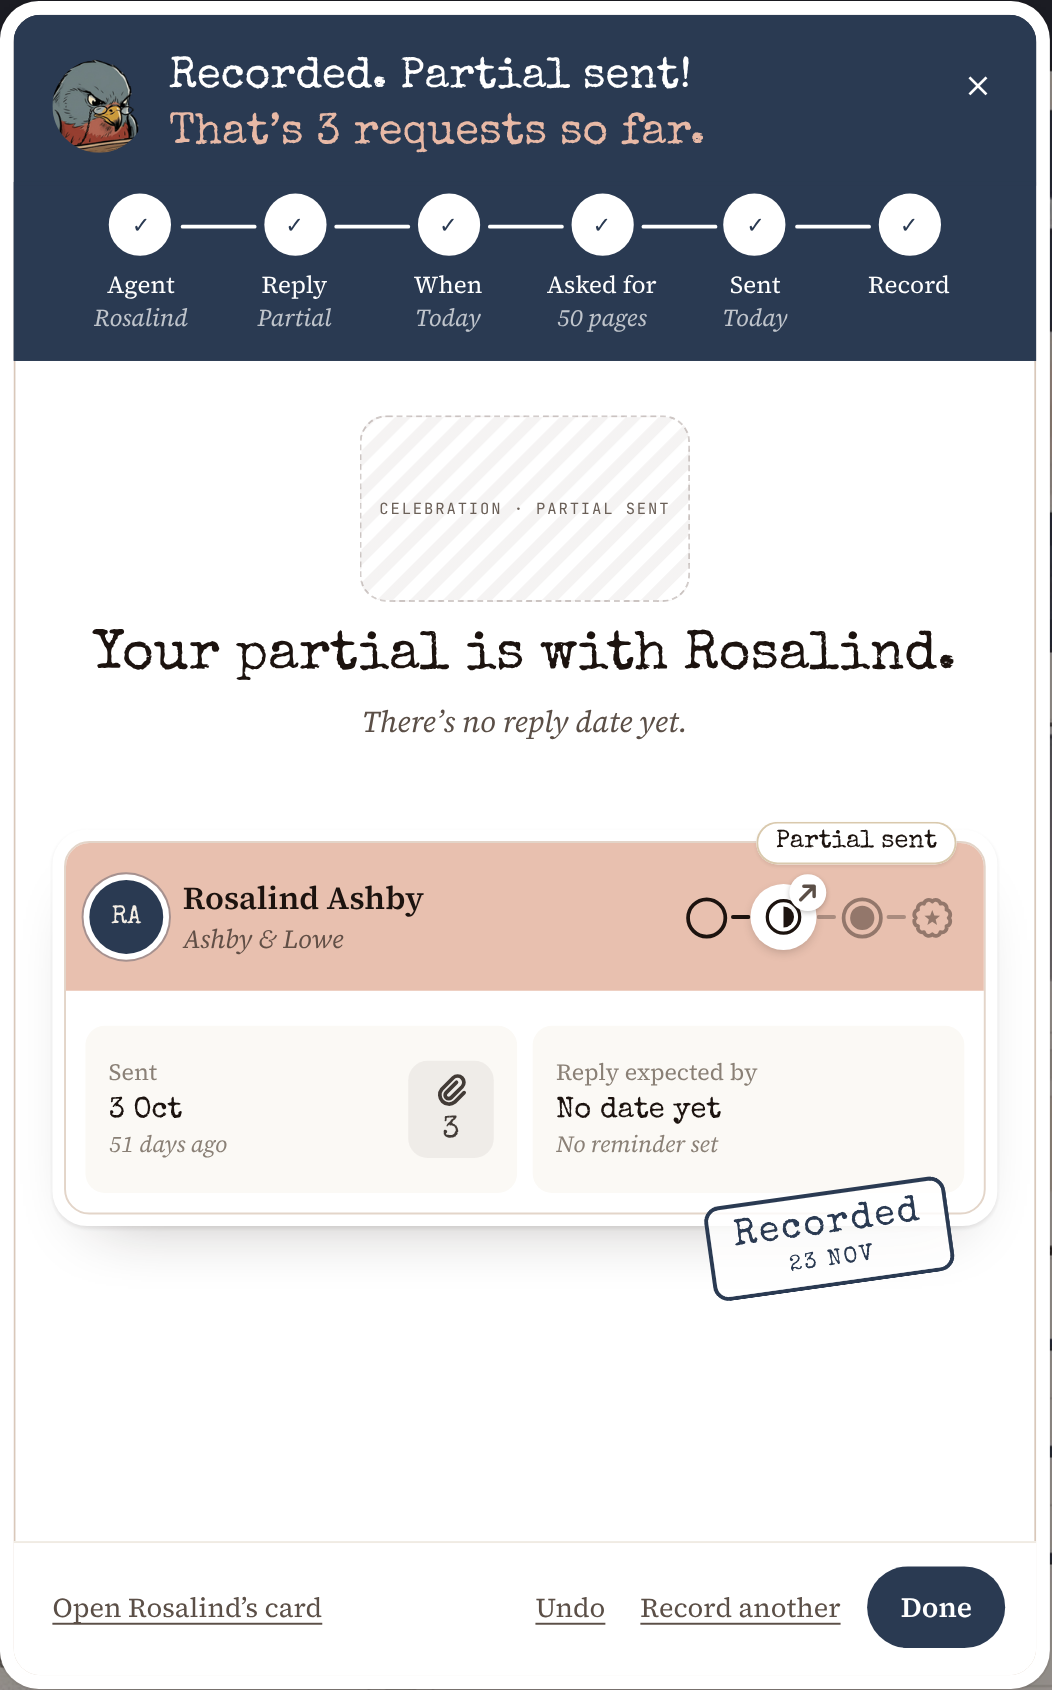 Recorded. Partial sent!
That’s 3 requests so far.
✓ ✓ ✓ ✓ ✓ ✓
Agent Reply When Asked for Sent Record
Rosalind Partial Today 50 pages Today
CELEBRATION · PARTIAL SENT
Your partial is with Rosalind.
There’s no reply date yet.
Partial sent
RA
Rosalind Ashby
Ashby & Lowe
Sent
3 Oct
51 days ago
3
Reply expected by
No date yet
No reminder set
Recorded
23 NOV
Open Rosalind’s card Undo Record another Done